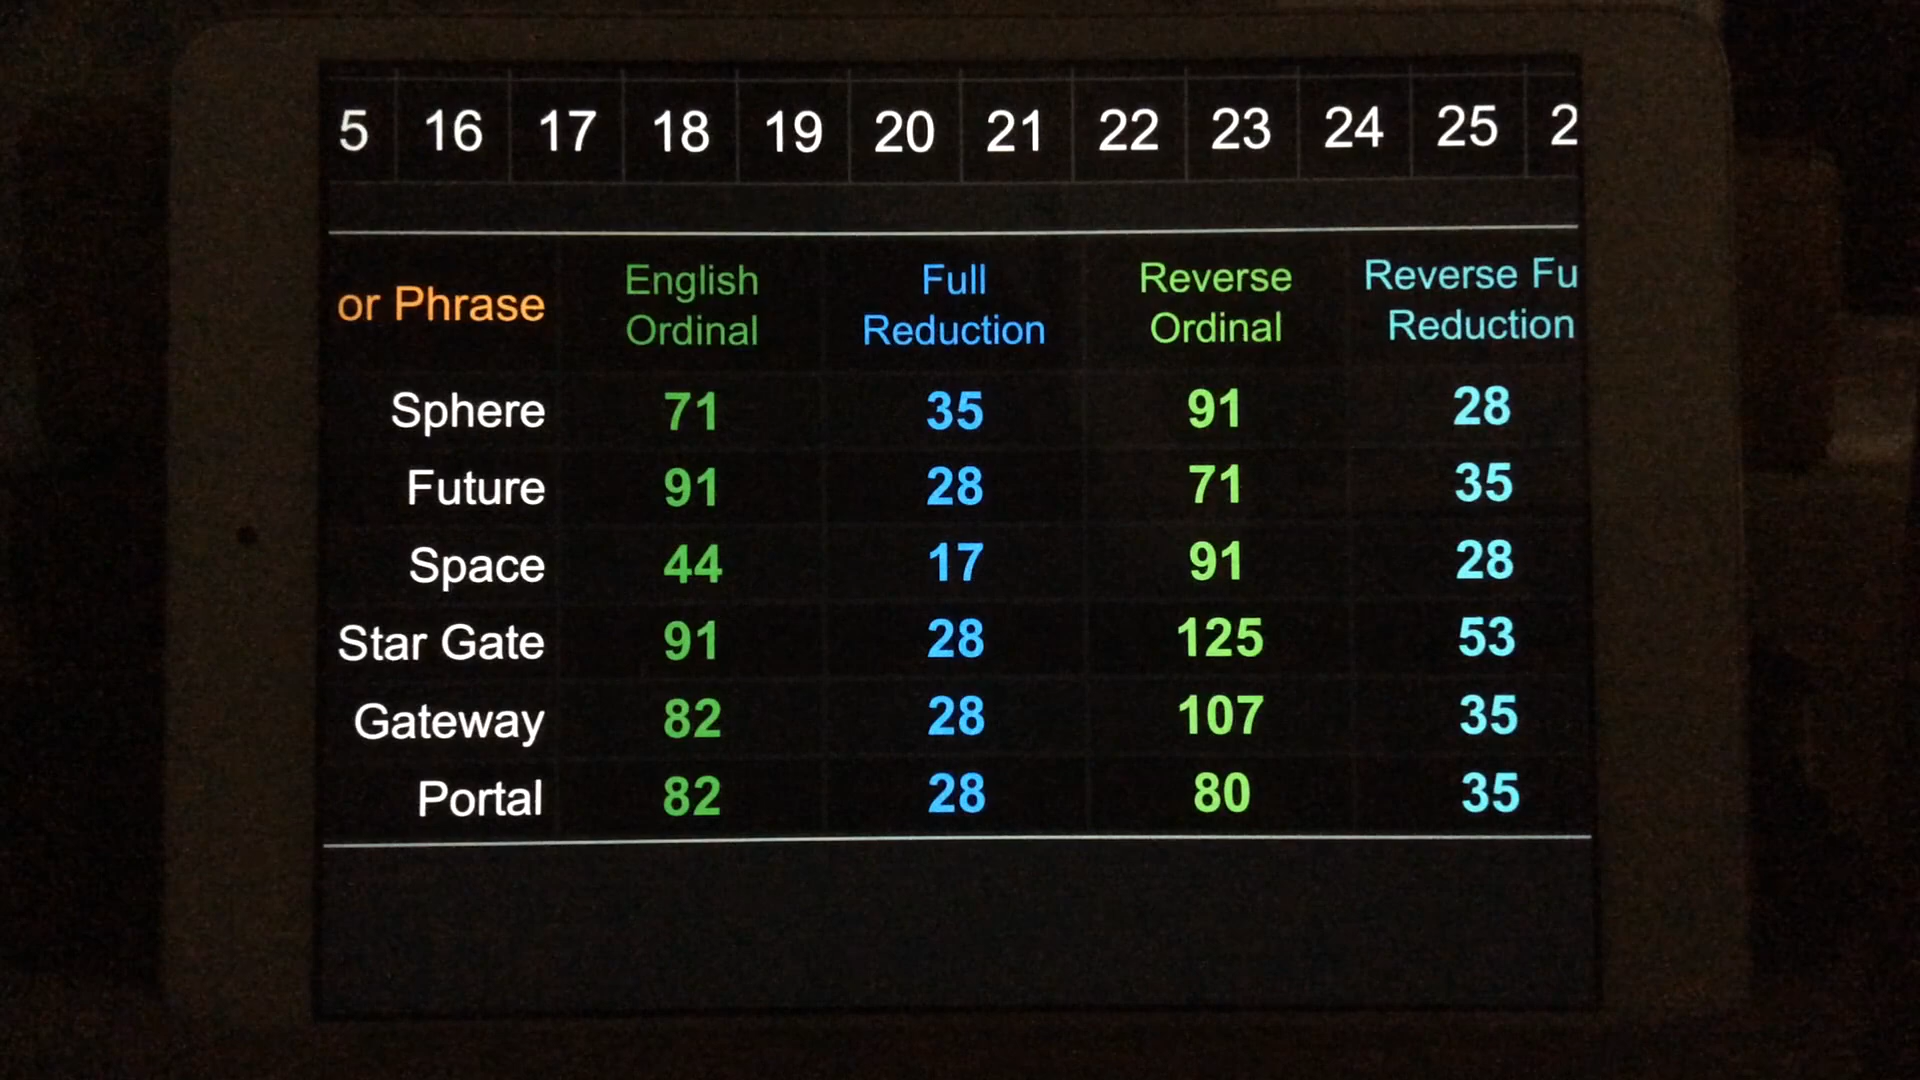 5 16 17 18 19 20 21 22 23 24 25 2
or Phrase English Ordinal Full Reduction Reverse Ordinal Reverse Fu Reduction
Sphere 71 35 91 28
Future 91 28 71 35
Space 44 17 91 28
Star Gate 91 28 125 53
Gateway 82 28 107 35
Portal 82 28 80 35